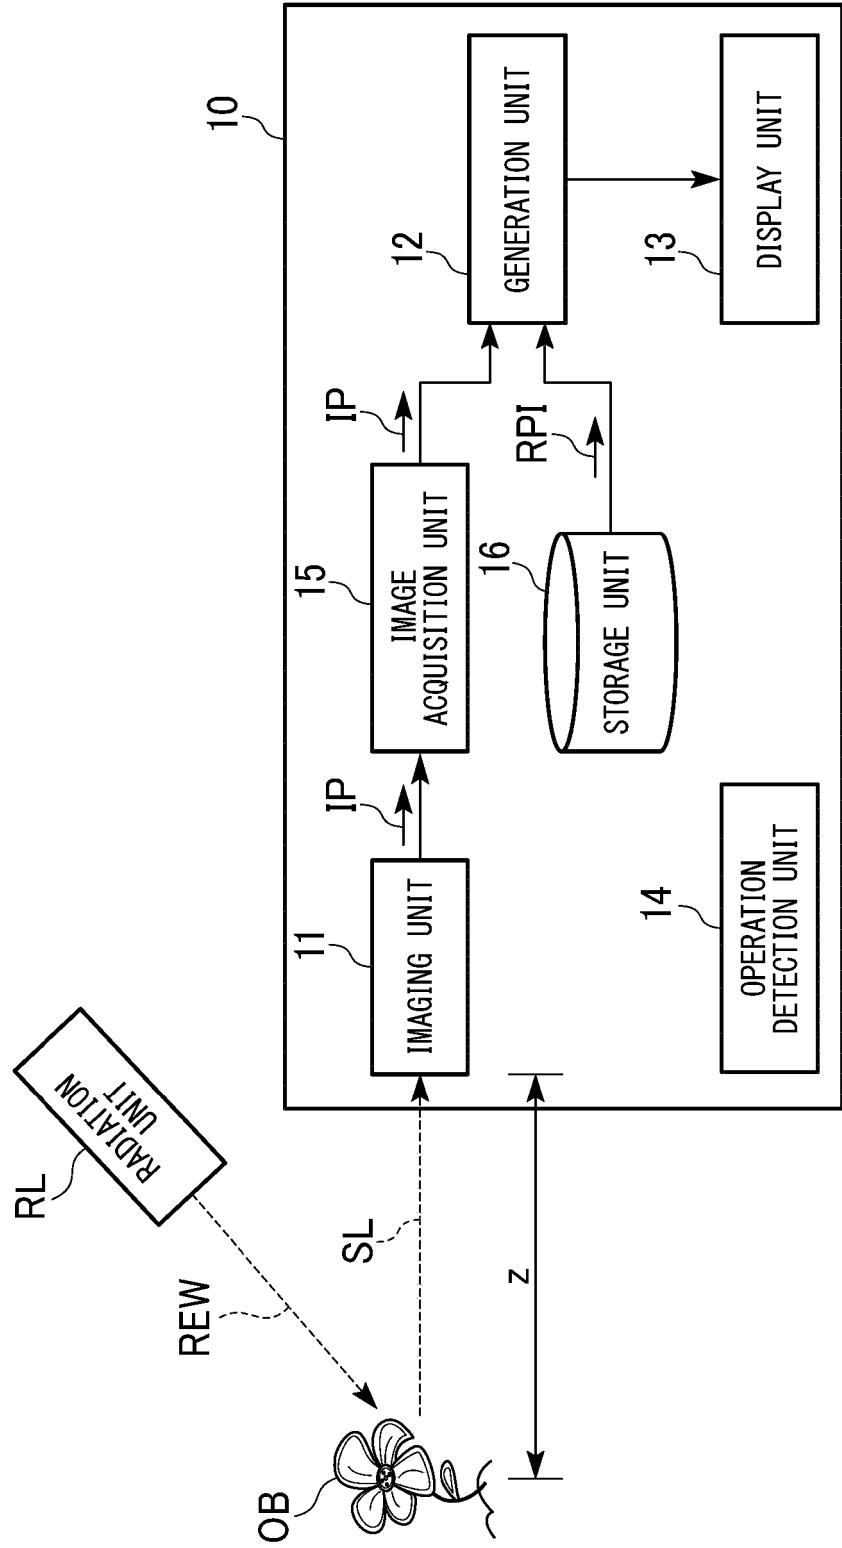 10
RL
RADIATION
UNIT
REW
OB
SL
z
11
IMAGING UNIT
IP
15
IMAGE
ACQUISITION UNIT
IP
12
GENERATION UNIT
RPI
16
STORAGE UNIT
14
OPERATION
DETECTION UNIT
13
DISPLAY UNIT